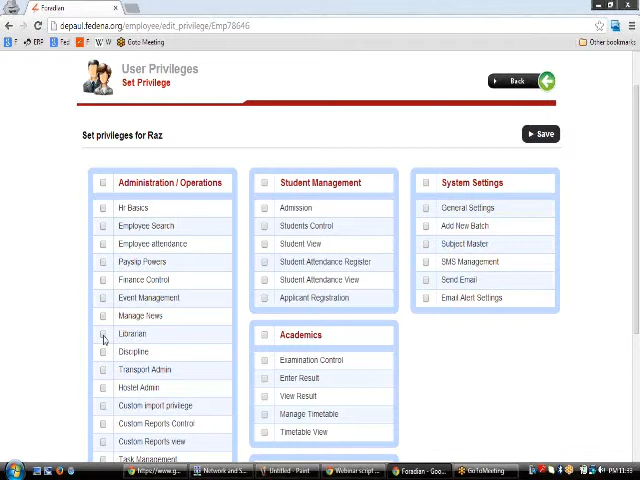 Foradian
depaul.fedena.org/employee/edit_privilege/Emp78646
F ERP Fed F W Goto Meeting Other bookmarks
User Privileges
Set Privilege
Back
Set privileges for Raz
Save
Administration / Operations
Hr Basics
Employee Search
Employee attendance
Payslip Powers
Finance Control
Event Management
Manage News
Librarian
Discipline
Transport Admin
Hostel Admin
Custom import privilege
Custom Reports Control
Custom Reports view
Task Management
Student Management
Admission
Students Control
Student View
Student Attendance Register
Student Attendance View
Applicant Registration
Academics
Examination Control
Enter Result
View Result
Manage Timetable
Timetable View
System Settings
General Settings
Add New Batch
Subject Master
SMS Management
Send Email
Email Alert Settings
https://www.g... Network and S... Untitled - Paint Webinar script ... Foradian - Goo... GoToMeeting